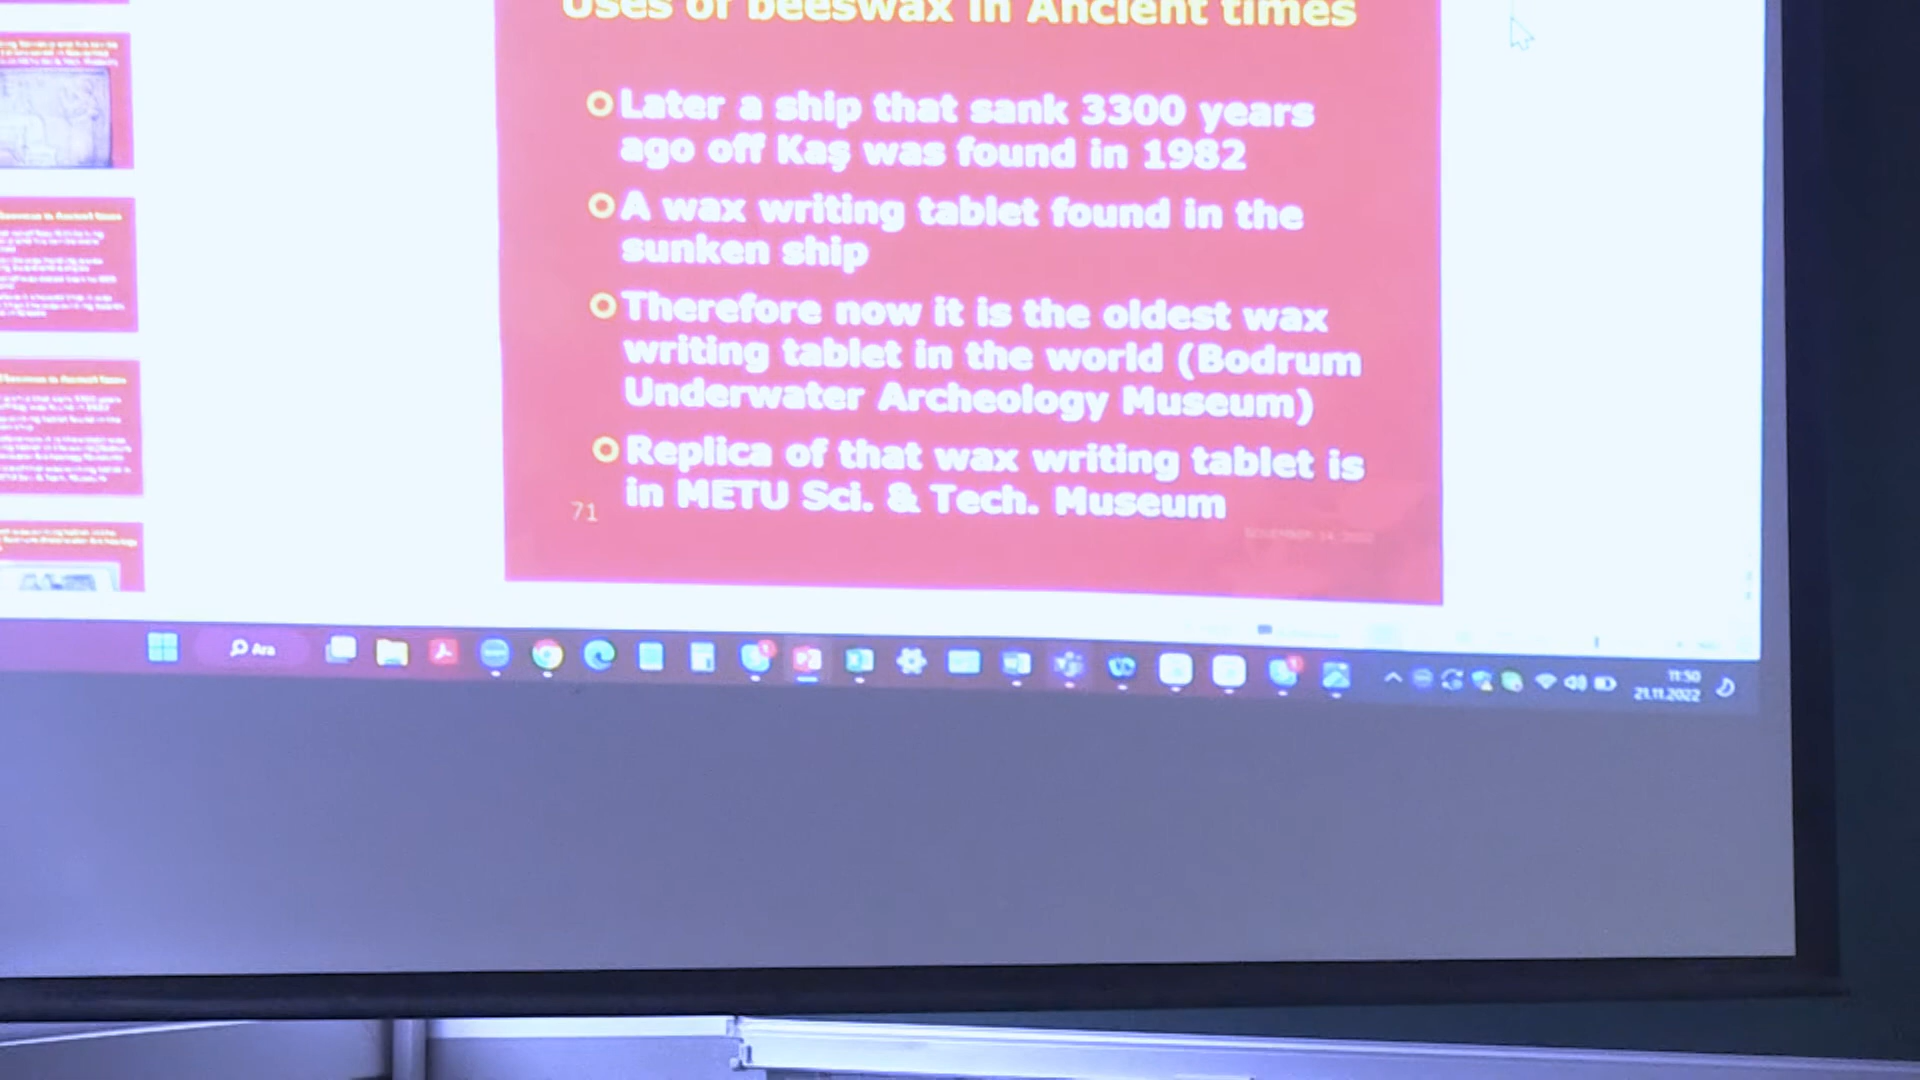 Uses of beeswax in Ancient times
Later a ship that sank 3300 years
ago off Kaş was found in 1982
A wax writing tablet found in the
sunken ship
Therefore now it is the oldest wax
writing tablet in the world (Bodrum
Underwater Archeology Museum)
Replica of that wax writing tablet is
in METU Sci. & Tech. Museum
71
Ara
11:50
21.11.2022